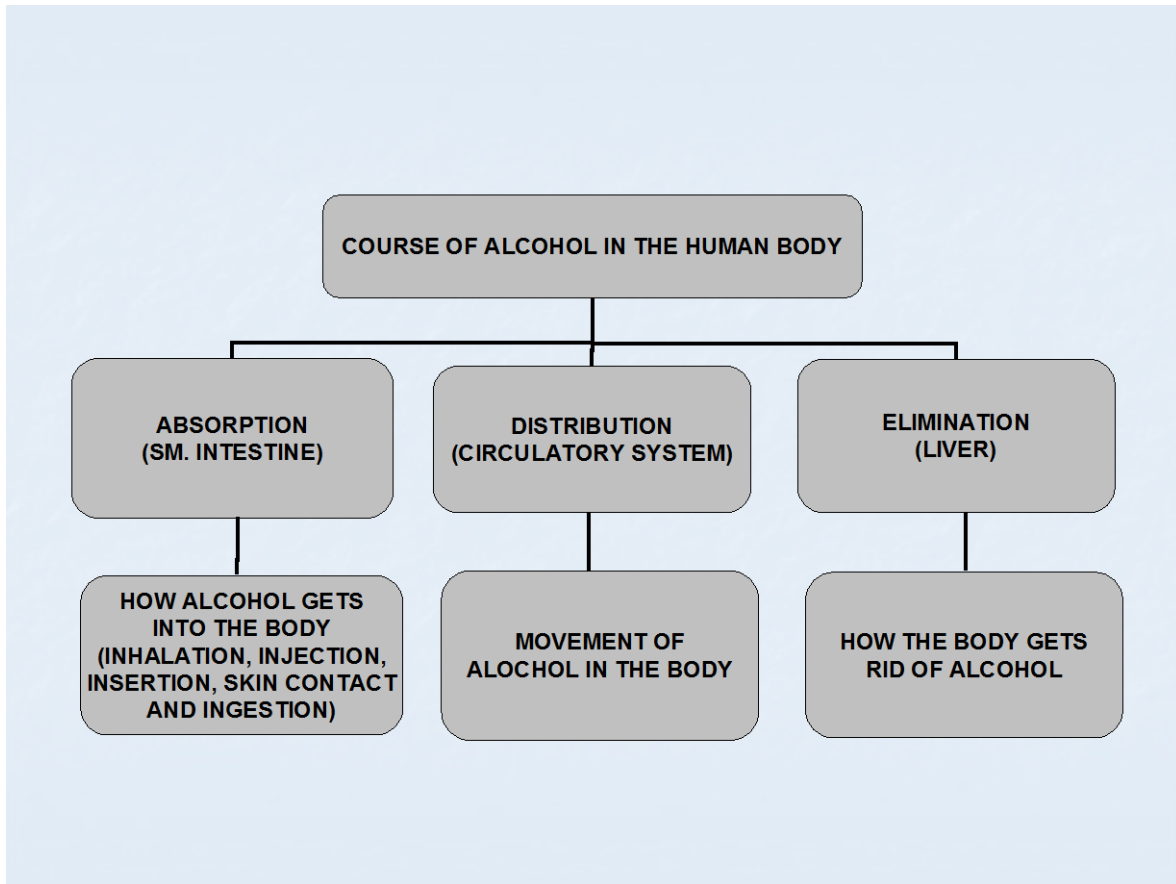 COURSE OF ALCOHOL IN THE HUMAN BODY
ABSORPTION
(SM. INTESTINE)
DISTRIBUTION
(CIRCULATORY SYSTEM)
ELIMINATION
(LIVER)
HOW ALCOHOL GETS
INTO THE BODY
(INHALATION, INJECTION,
INSERTION, SKIN CONTACT
AND INGESTION)
MOVEMENT OF
ALOCHOL IN THE BODY
HOW THE BODY GETS
RID OF ALCOHOL